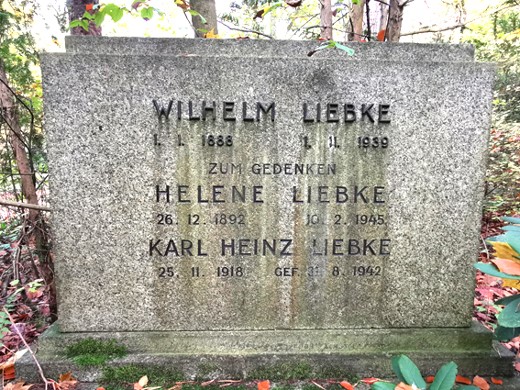 WILHELM LIEBKE
1. 1. 1888 1. 11. 1939
ZUM GEDENKEN
HELENE LIEBKE
26. 12. 1892 10. 2. 1945
KARL HEINZ LIEBKE
25. 11. 1918 GEF. 31. 8. 1942